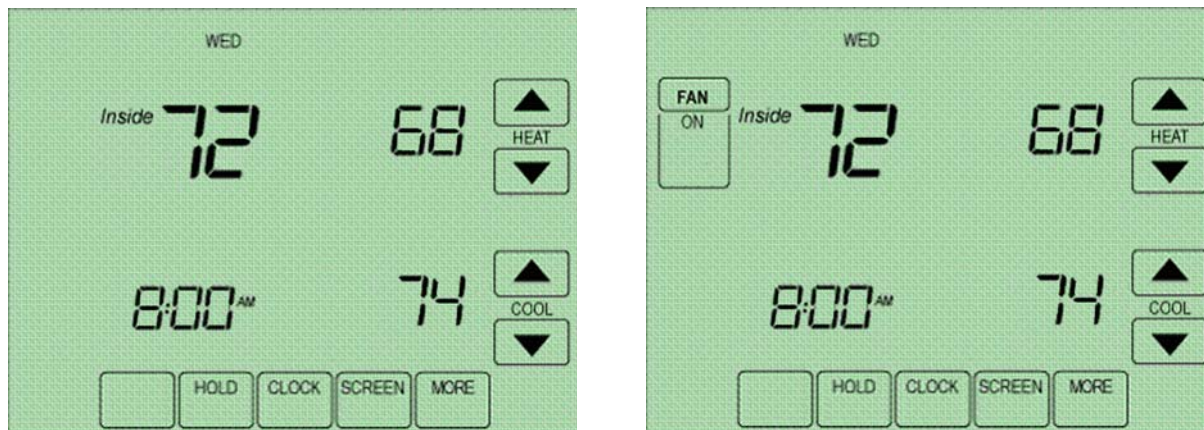 WED
Inside 72 68
HEAT
8:00 AM 74
COOL
HOLD CLOCK SCREEN MORE
WED
FAN
ON
Inside 72 68
HEAT
8:00 AM 74
COOL
HOLD CLOCK SCREEN MORE